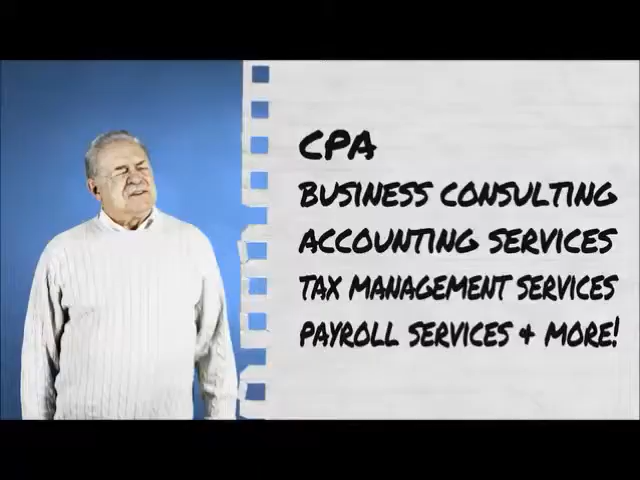 CPA
BUSINESS CONSULTING
ACCOUNTING SERVICES
TAX MANAGEMENT SERVICES
PAYROLL SERVICES & MORE!